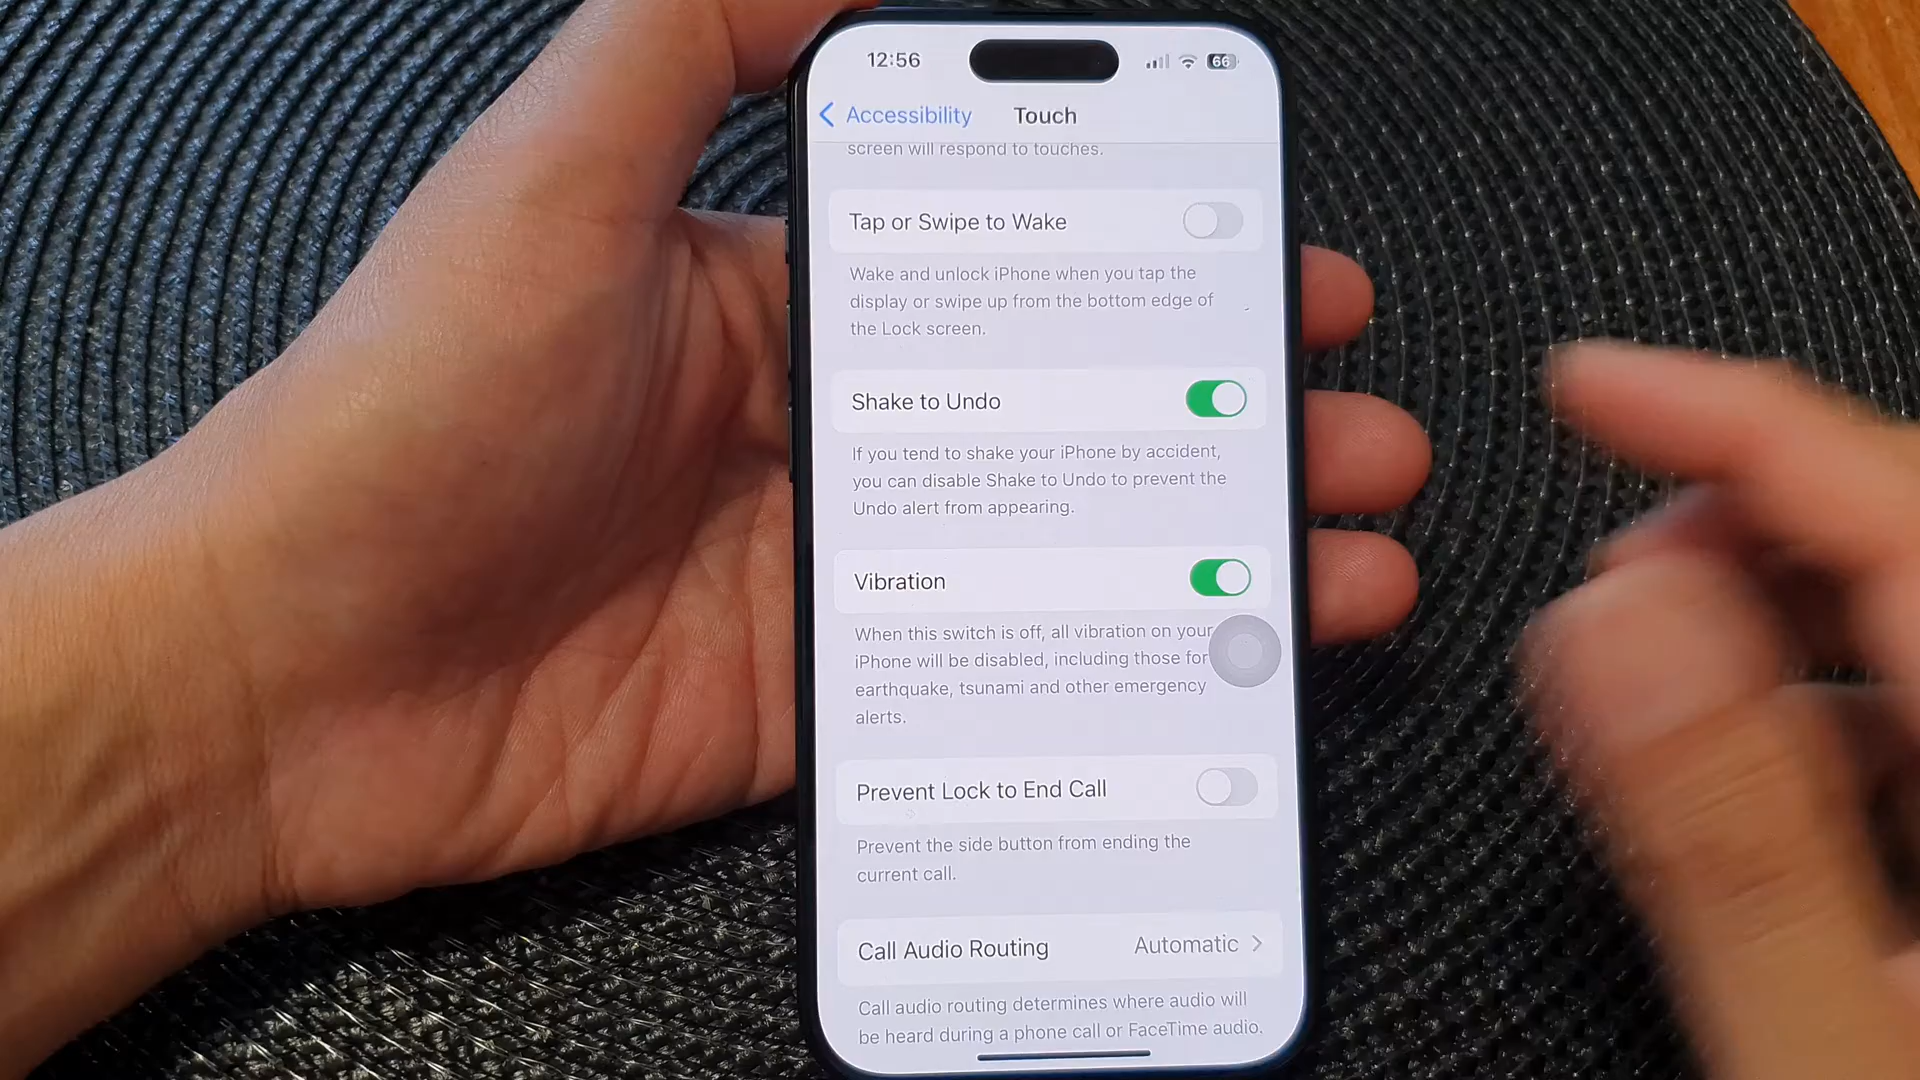 12:56
66
Accessibility
Touch
screen will respond to touches.
Tap or Swipe to Wake
Wake and unlock iPhone when you tap the
display or swipe up from the bottom edge of
the Lock screen.
Shake to Undo
If you tend to shake your iPhone by accident,
you can disable Shake to Undo to prevent the
Undo alert from appearing.
Vibration
When this switch is off, all vibration on your
iPhone will be disabled, including those for
earthquake, tsunami and other emergency
alerts.
Prevent Lock to End Call
Prevent the side button from ending the
current call.
Call Audio Routing
Automatic
Call audio routing determines where audio will
be heard during a phone call or FaceTime audio.